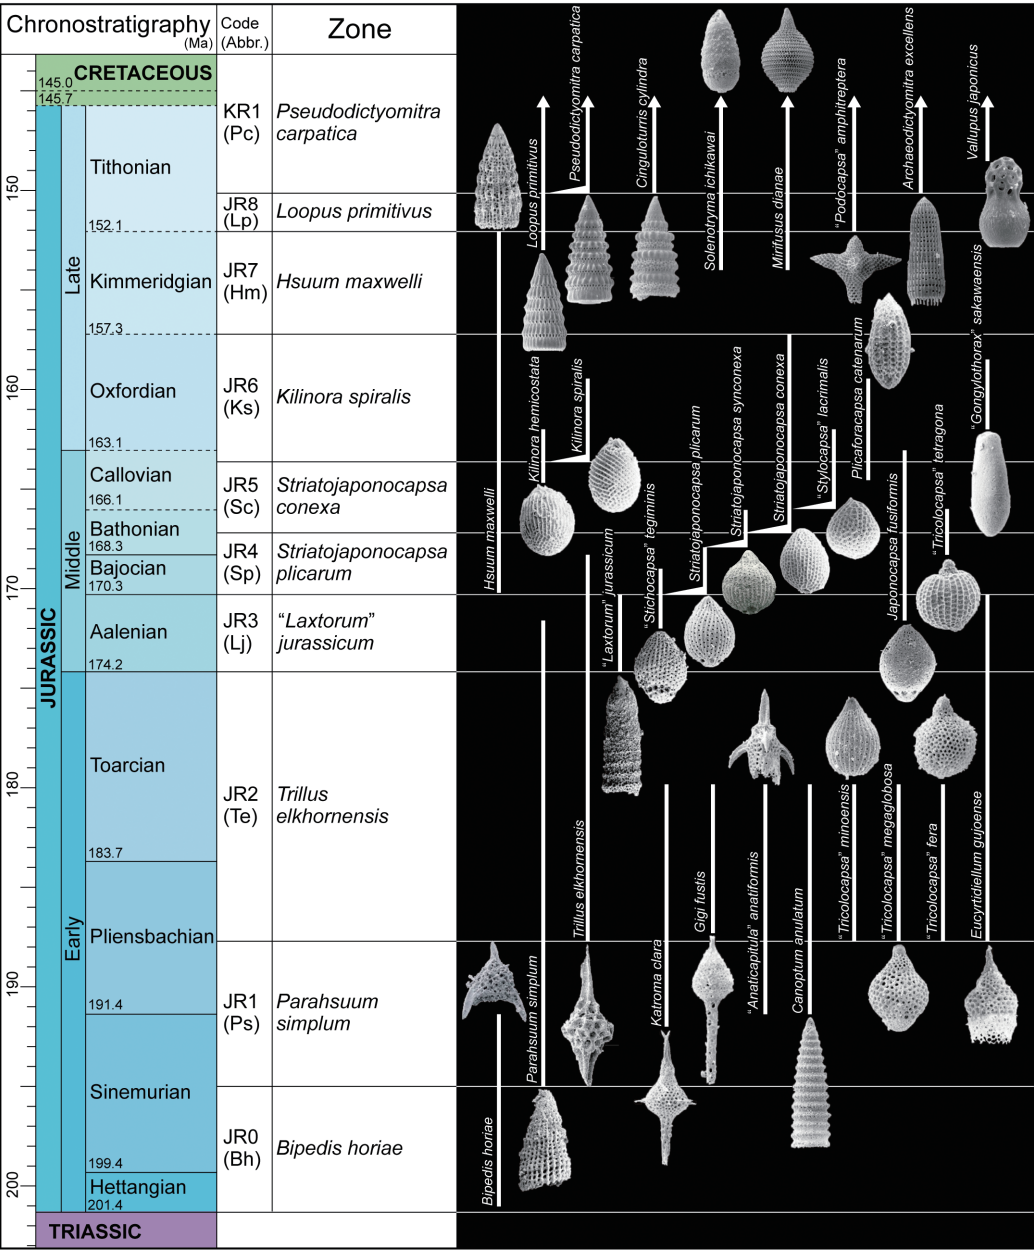 Chronostratigraphy
(Ma)
Code
(Abbr.)
Zone
CRETACEOUS
145.0
145.7
KR1
(Pc)
Pseudodictyomitra
carpatica
Tithonian
150
JR8
(Lp)
Loopus primitivus
152.1
Late
Kimmeridgian
JR7
(Hm)
Hsuum maxwelli
157.3
Oxfordian
160
JR6
(Ks)
Kilinora spiralis
163.1
Callovian
166.1
JR5
(Sc)
Striatojaponocapsa
conexa
Middle
Bathonian
168.3
Bajocian
170
170.3
JR4
(Sp)
Striatojaponocapsa
plicarum
JURASSIC
Aalenian
174.2
JR3
(Lj)
“Laxtorum”
jurassicum
Toarcian
180
183.7
JR2
(Te)
Trillus
elkhornensis
Early
Pliensbachian
190
191.4
JR1
(Ps)
Parahsuum
simplum
Sinemurian
199.4
JR0
(Bh)
Bipedis horiae
Hettangian
200
201.4
TRIASSIC
Loopus primitivus
Pseudodictyomitra carpatica
Cinguloturris cylindra
Solenotryma ichikawai
Mirifusus dianae
“Podocapsa” amphitreptera
Archaeodictyomitra excellens
Vallupus japonicus
Hsuum maxwelli
Kilinora hemicostata
Kilinora spiralis
“Laxtorum” jurassicum
“Stichocapsa” tegiminis
Striatojaponocapsa plicarum
Striatojaponocapsa synconexa
Striatojaponocapsa conexa
“Stylocapsa” lacrimalis
Plicaforacapsa catenarum
Japonocapsa fusiformis
“Tricolocapsa” tetragona
“Gongylothorax” sakawaensis
Bipedis horiae
Parahsuum simplum
Trillus elkhornensis
Katroma clara
Gigi fustis
“Anaticapitula” anatiformis
Canoptum anulatum
“Tricolocapsa” minoensis
“Tricolocapsa” megaglobosa
“Tricolocapsa” fera
Eucyrtidiellum gujoense